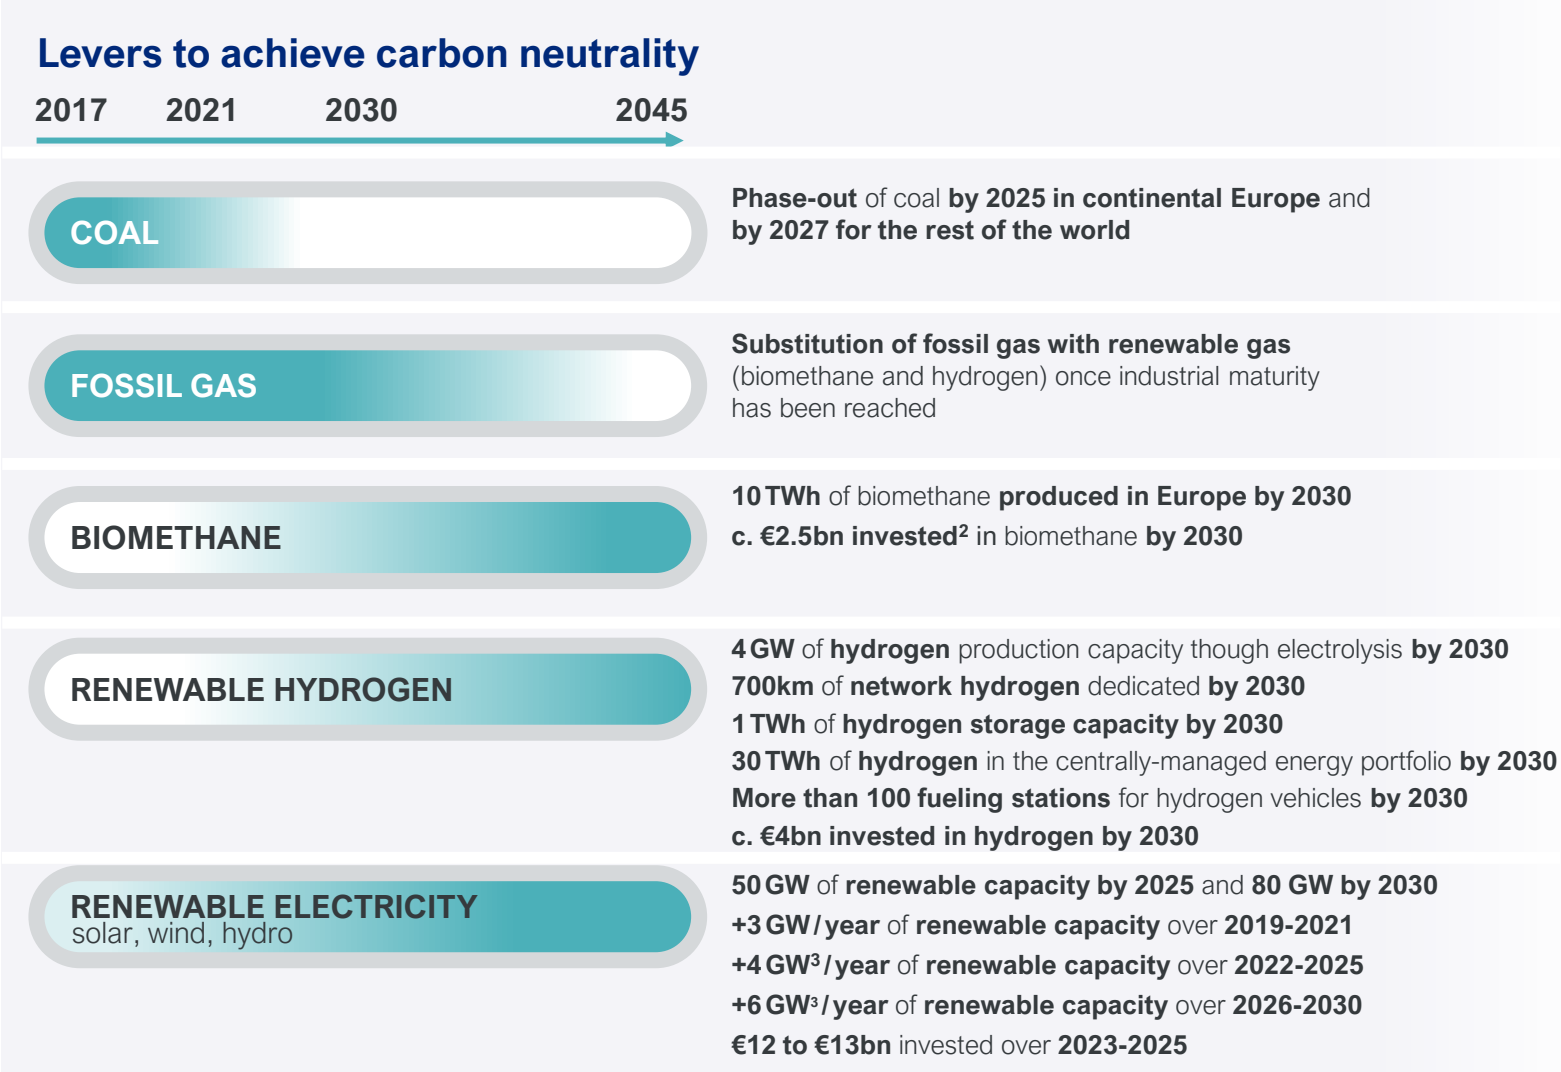 Levers to achieve carbon neutrality
2017 2021 2030 2045
COAL
Phase-out of coal by 2025 in continental Europe and
by 2027 for the rest of the world
FOSSIL GAS
Substitution of fossil gas with renewable gas
(biomethane and hydrogen) once industrial maturity
has been reached
BIOMETHANE
10 TWh of biomethane produced in Europe by 2030
c. €2.5bn invested² in biomethane by 2030
RENEWABLE HYDROGEN
4 GW of hydrogen production capacity though electrolysis by 2030
700km of network hydrogen dedicated by 2030
1 TWh of hydrogen storage capacity by 2030
30 TWh of hydrogen in the centrally-managed energy portfolio by 2030
More than 100 fueling stations for hydrogen vehicles by 2030
c. €4bn invested in hydrogen by 2030
RENEWABLE ELECTRICITY
solar, wind, hydro
50 GW of renewable capacity by 2025 and 80 GW by 2030
+3 GW/year of renewable capacity over 2019-2021
+4 GW³/year of renewable capacity over 2022-2025
+6 GW³/year of renewable capacity over 2026-2030
€12 to €13bn invested over 2023-2025